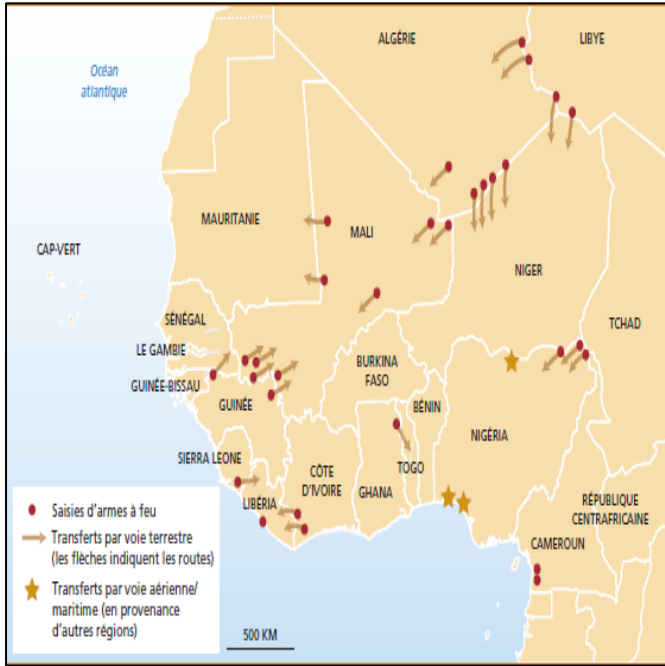 ALGÉRIE
LIBYE
Océan
atlantique
MAURITANIE
MALI
CAP-VERT
NIGER
TCHAD
SÉNÉGAL
LE GAMBIE
GUINÉE-BISSAU
GUINÉE
BURKINA
FASO
BÉNIN
NIGÉRIA
SIERRA LEONE
LIBÉRIA
CÔTE
D'IVOIRE
GHANA
TOGO
RÉPUBLIQUE
CENTRAFRICAINE
CAMEROUN
Saisies d'armes à feu
Transferts par voie terrestre
(les flèches indiquent les routes)
Transferts par voie aérienne/
maritime (en provenance
d'autres régions)
500 KM